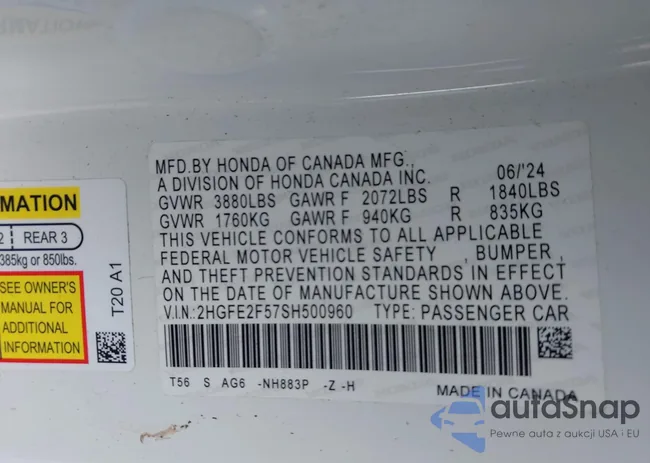 MFD.BY HONDA OF CANADA MFG.,
A DIVISION OF HONDA CANADA INC. 06/'24
GVWR 3880LBS GAWR F 2072LBS R 1840LBS
GVWR 1760KG GAWR F 940KG R 835KG
THIS VEHICLE CONFORMS TO ALL APPLICABLE
FEDERAL MOTOR VEHICLE SAFETY , BUMPER ,
AND THEFT PREVENTION STANDARDS IN EFFECT
ON THE DATE OF MANUFACTURE SHOWN ABOVE.
V.I.N.:2HGFE2F57SH500960 TYPE: PASSENGER CAR
T56 S AG6 -NH883P -Z -H
MADE IN CANADA
MATION
2 REAR 3
385kg or 850lbs.
SEE OWNER'S
MANUAL FOR
ADDITIONAL
INFORMATION
T20 A1
autoSnap
Pewne auta z aukcji USA i EU